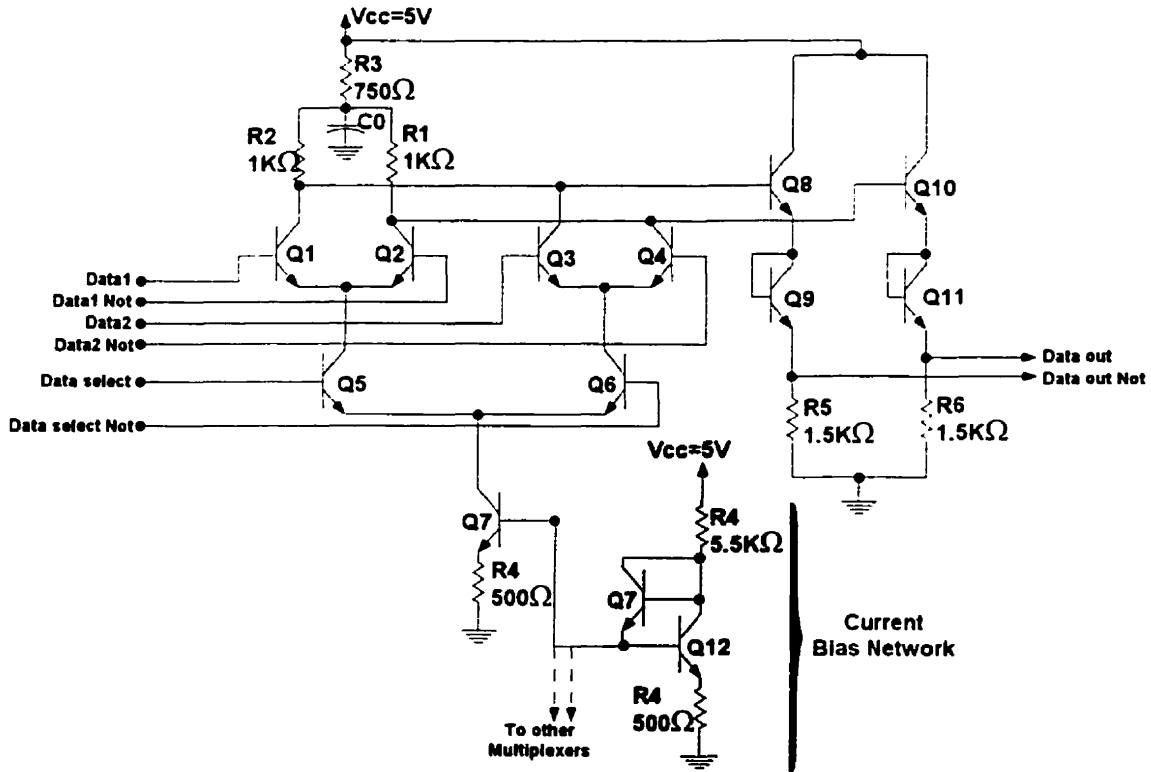 Vcc=5V
R3
750Ω
C0
R2
1KΩ
R1
1KΩ
Q8
Q10
Q1
Q2
Q3
Q4
Data1
Data1 Not
Data2
Data2 Not
Q9
Q11
Data out
Data out Not
Data select
Q5
Q6
Data select Not
R5
1.5KΩ
R6
1.5KΩ
Vcc=5V
Q7
R4
500Ω
R4
5.5KΩ
Q7
Q12
R4
500Ω
Current
Bias Network
To other
Multiplexers